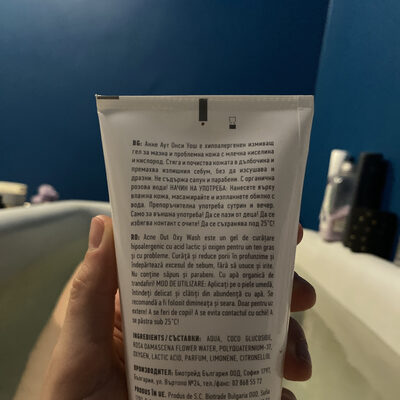 BG: Акне Аут Окси Уош е хипоалергенен измиващ
гел за мазна и проблемна кожа с млечна киселина
и кислород. Стяга и почиства кожата в дълбочина и
премахва излишния себум, без да изсушава и
дразни. Не съдържа сапун и парабени. С органична
розова вода! НАЧИН НА УПОТРЕБА: Нанесете върху
влажна кожа, масажирайте и изплакнете обилно с
вода. Препоръчителна употреба сутрин и вечер.
Само за външна употреба! Да се пази от деца! Да се
избягва контакт с очите! Да се съхранява под 25˚C!
RO: Acne Out Oxy Wash este un gel de curățare
hipoalergenic cu acid lactic și oxigen pentru un ten gras
și cu probleme. Curăță și reduce porii în profunzime și
îndepărtează excesul de sebum, fără să usuce și irite.
Nu conține săpun și parabeni. Cu apă organică de
trandafir! MOD DE UTILIZARE: Aplicați pe o piele umedă,
întindeți delicat și clătiți din abundență cu apă. Se
recomandă a fi folosit dimineața și seara. Doar pentru uz
extern! A se feri de copii! A se evita contactul cu ochii! A
se păstra sub 25˚C!
INGREDIENTS/СЪСТАВКИ: AQUA, COCO GLUCOSIDE,
ROSA DAMASCENA FLOWER WATER, POLYQUATERNIUM-37,
OXYGEN, LACTIC ACID, PARFUM, LIMONENE, CITRONELLOL
ПРОИЗВОДИТЕЛ: Биотрейд България ООД, София 1797,
България, ул. Въртопо №24, тел./факс: 02 868 55 72
PRODUS ÎN UE. Produs de S.C. Biotrade Bulgaria OOD, Sofia